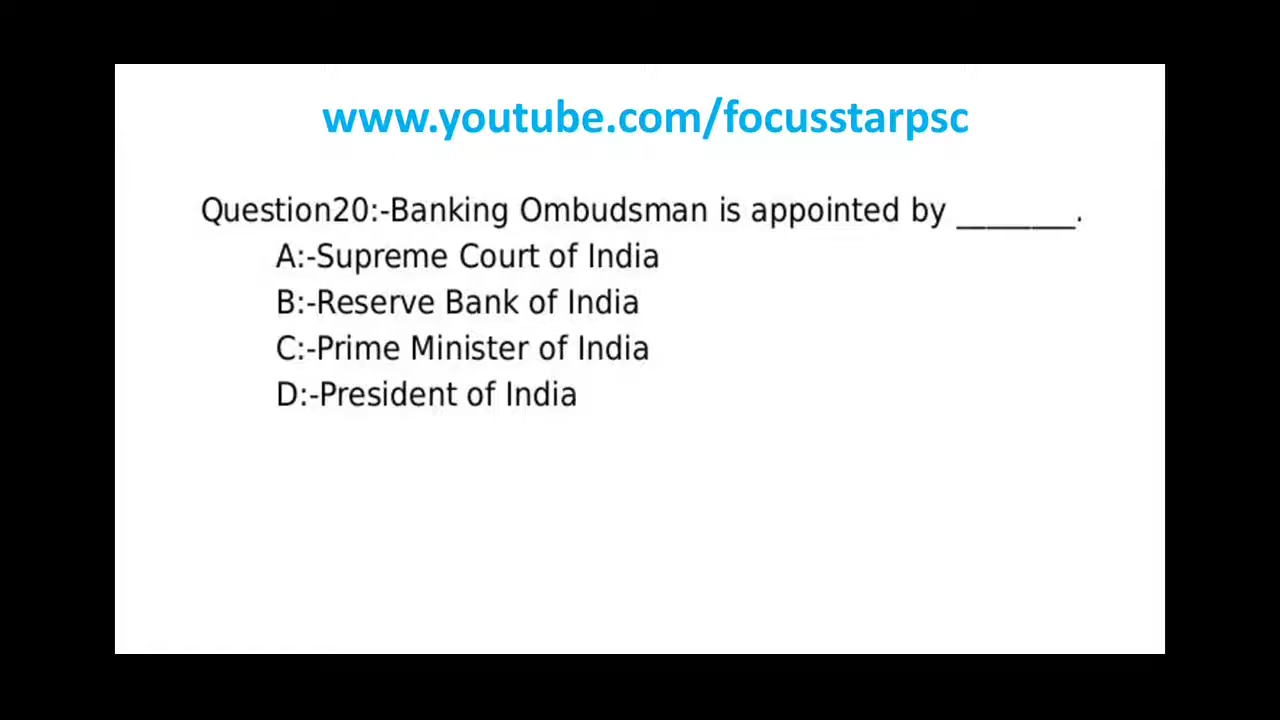 www.youtube.com/focusstarpsc
Question20:-Banking Ombudsman is appointed by ________.
A:-Supreme Court of India
B:-Reserve Bank of India
C:-Prime Minister of India
D:-President of India